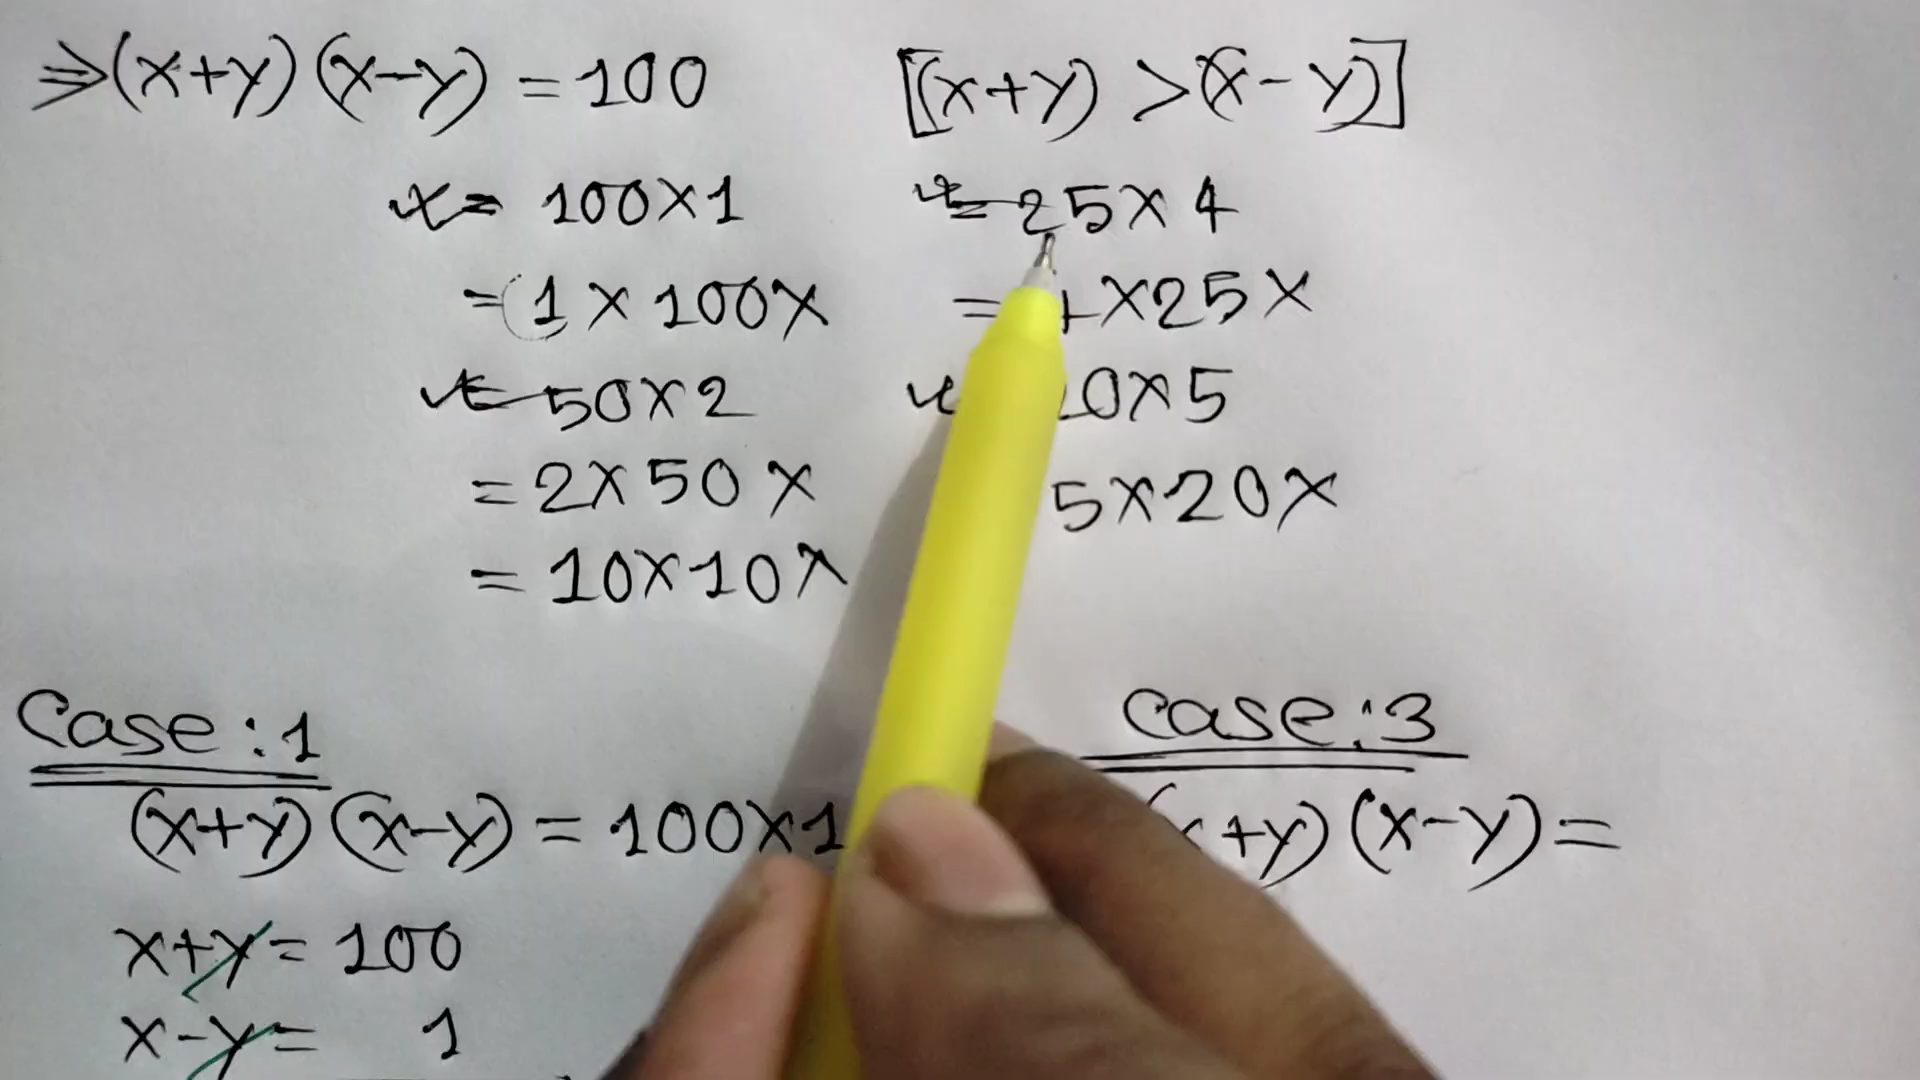 ⇒(x+y)(x-y) = 100
[(x+y) > (x-y)]
= 100×1
= 1×100×
= 50×2
= 2×50×
= 10×10×
= 25×4
= ×25×
0×5
5×20×
Case:1
(x+y)(x-y) = 100×1
x+y= 100
x-y= 1
Case:3
+y)(x-y)=